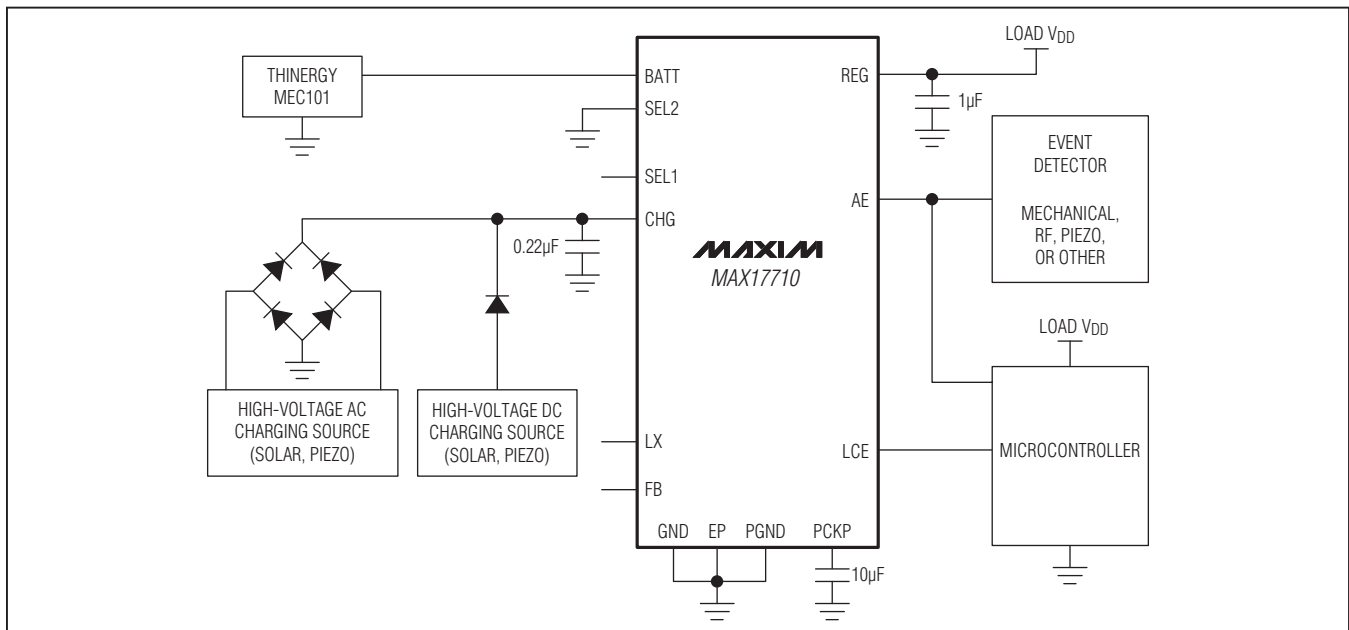 THINERGY
MEC101
BATT
SEL2
SEL1
CHG
0.22µF
HIGH-VOLTAGE AC
CHARGING SOURCE
(SOLAR, PIEZO)
HIGH-VOLTAGE DC
CHARGING SOURCE
(SOLAR, PIEZO)
LX
FB
MAXIM
MAX17710
GND EP PGND PCKP
10µF
REG
AE
LCE
LOAD VDD
1µF
EVENT
DETECTOR
MECHANICAL,
RF, PIEZO,
OR OTHER
LOAD VDD
MICROCONTROLLER